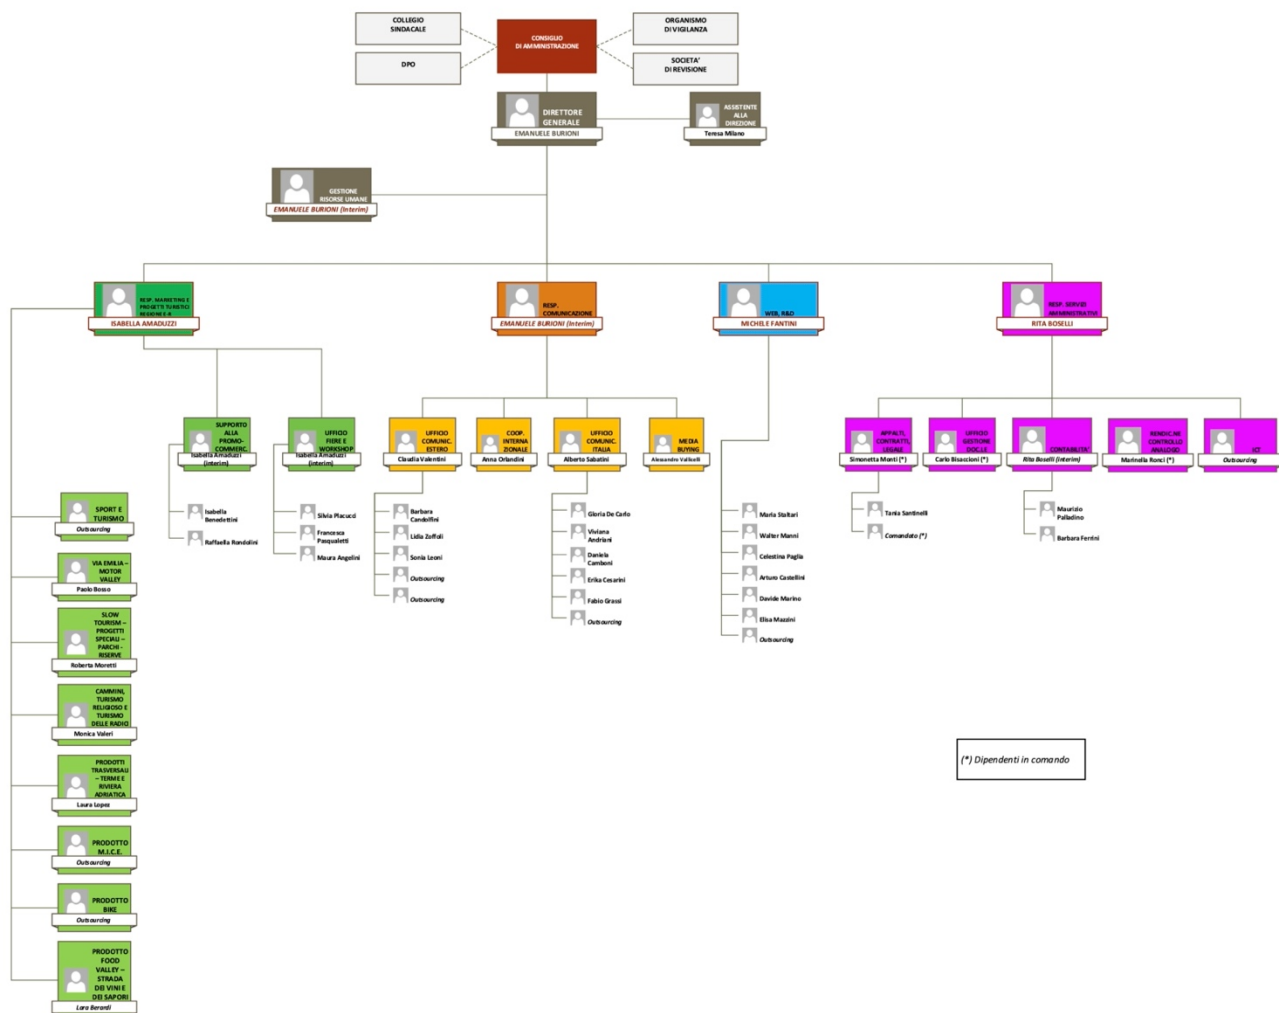 COLLEGIO
SINDACALE
DPO
CONSIGLIO
DI AMMINISTRAZIONE
ORGANISMO
DI VIGILANZA
SOCIETA'
DI REVISIONE
DIRETTORE
GENERALE
EMANUELE BURIONI
ASSISTENTE
ALLA
DIREZIONE
Teresa Milano
GESTIONE
RISORSE UMANE
EMANUELE BURIONI (Interim)
RESP. MARKETING E
PROGETTI TURISTICI
REGIONE E-R
ISABELLA AMADUZZI
RESP.
COMUNICAZIONE
EMANUELE BURIONI (Interim)
WEB, R&D
MICHELE FANTINI
RESP. SERVIZI
AMMINISTRATIVI
RITA BOSELLI
SUPPORTO
ALLA
PROMO-
COMMERC.
Isabella Amaduzzi
(interim)
Isabella
Benedettini
Raffaella Rondolini
UFFICIO
FIERE E
WORKSHOP
Isabella Amaduzzi
(interim)
Silvia Placucci
Francesca
Pasqualetti
Maura Angelini
UFFICIO
COMUNIC.
ESTERO
Claudia Valentini
Barbara
Candolfini
Lidia Zoffoli
Sonia Leoni
Outsourcing
Outsourcing
COOP.
INTERNA
ZIONALE
Anna Orlandini
UFFICIO
COMUNIC.
ITALIA
Alberto Sabatini
Gloria De Carlo
Viviana
Andriani
Daniela
Camboni
Erika Cesarini
Fabio Grassi
Outsourcing
MEDIA
BUYING
Alessandro Vallicelli
Maria Staltari
Walter Manni
Celestina Paglia
Arturo Castellini
Davide Marino
Elisa Mazzini
Outsourcing
APPALTI,
CONTRATTI,
LEGALE
Simonetta Monti (*)
Tania Santinelli
Comandato (*)
UFFICIO
GESTIONE
DOC.LE
Carlo Bisaccioni (*)
CONTABILITA'
Rita Boselli (Interim)
Maurizio
Palladino
Barbara Ferrini
RENDIC.NE
CONTROLLO
ANALOGO
Marinella Ronci (*)
ICT
Outsourcing
SPORT E
TURISMO
Outsourcing
VIA EMILIA –
MOTOR
VALLEY
Paolo Bosso
SLOW
TOURISM –
PROGETTI
SPECIALI –
PARCHI -
RISERVE
Roberta Moretti
CAMMINI,
TURISMO
RELIGIOSO E
TURISMO
DELLE RADICI
Monica Valeri
PRODOTTI
TRASVERSALI
– TERME E
RIVIERA
ADRIATICA
Laura Lopez
PRODOTTO
M.I.C.E.
Outsourcing
PRODOTTO
BIKE
Outsourcing
PRODOTTO
FOOD
VALLEY –
STRADA
DEI VINI E
DEI SAPORI
Lara Berardi
(*) Dipendenti in comando